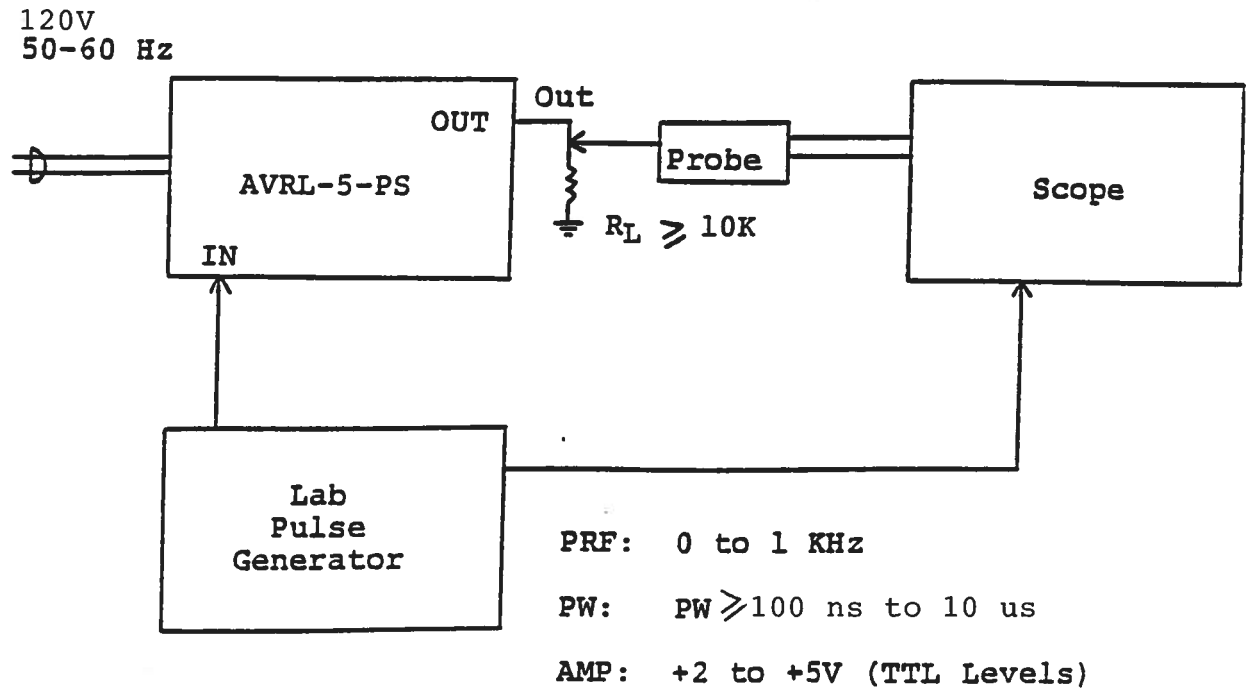 120V
50-60 Hz
OUT
Out
AVRL-5-PS
IN
Probe
Scope
RL ⩾ 10K
Lab
Pulse
Generator
PRF: 0 to 1 KHz
PW: PW ⩾100 ns to 10 us
AMP: +2 to +5V (TTL Levels)